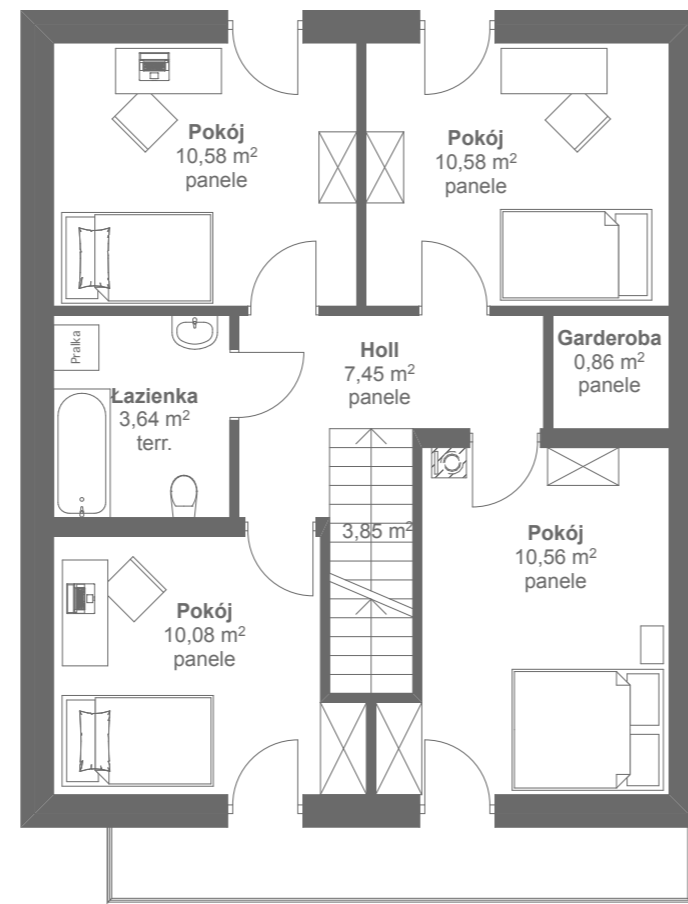 Pokój
10,58 m²
panele
Pokój
10,58 m²
panele
Pralka
Łazienka
3,64 m²
terr.
Holl
7,45 m²
panele
Garderoba
0,86 m²
panele
3,85 m²
Pokój
10,56 m²
panele
Pokój
10,08 m²
panele